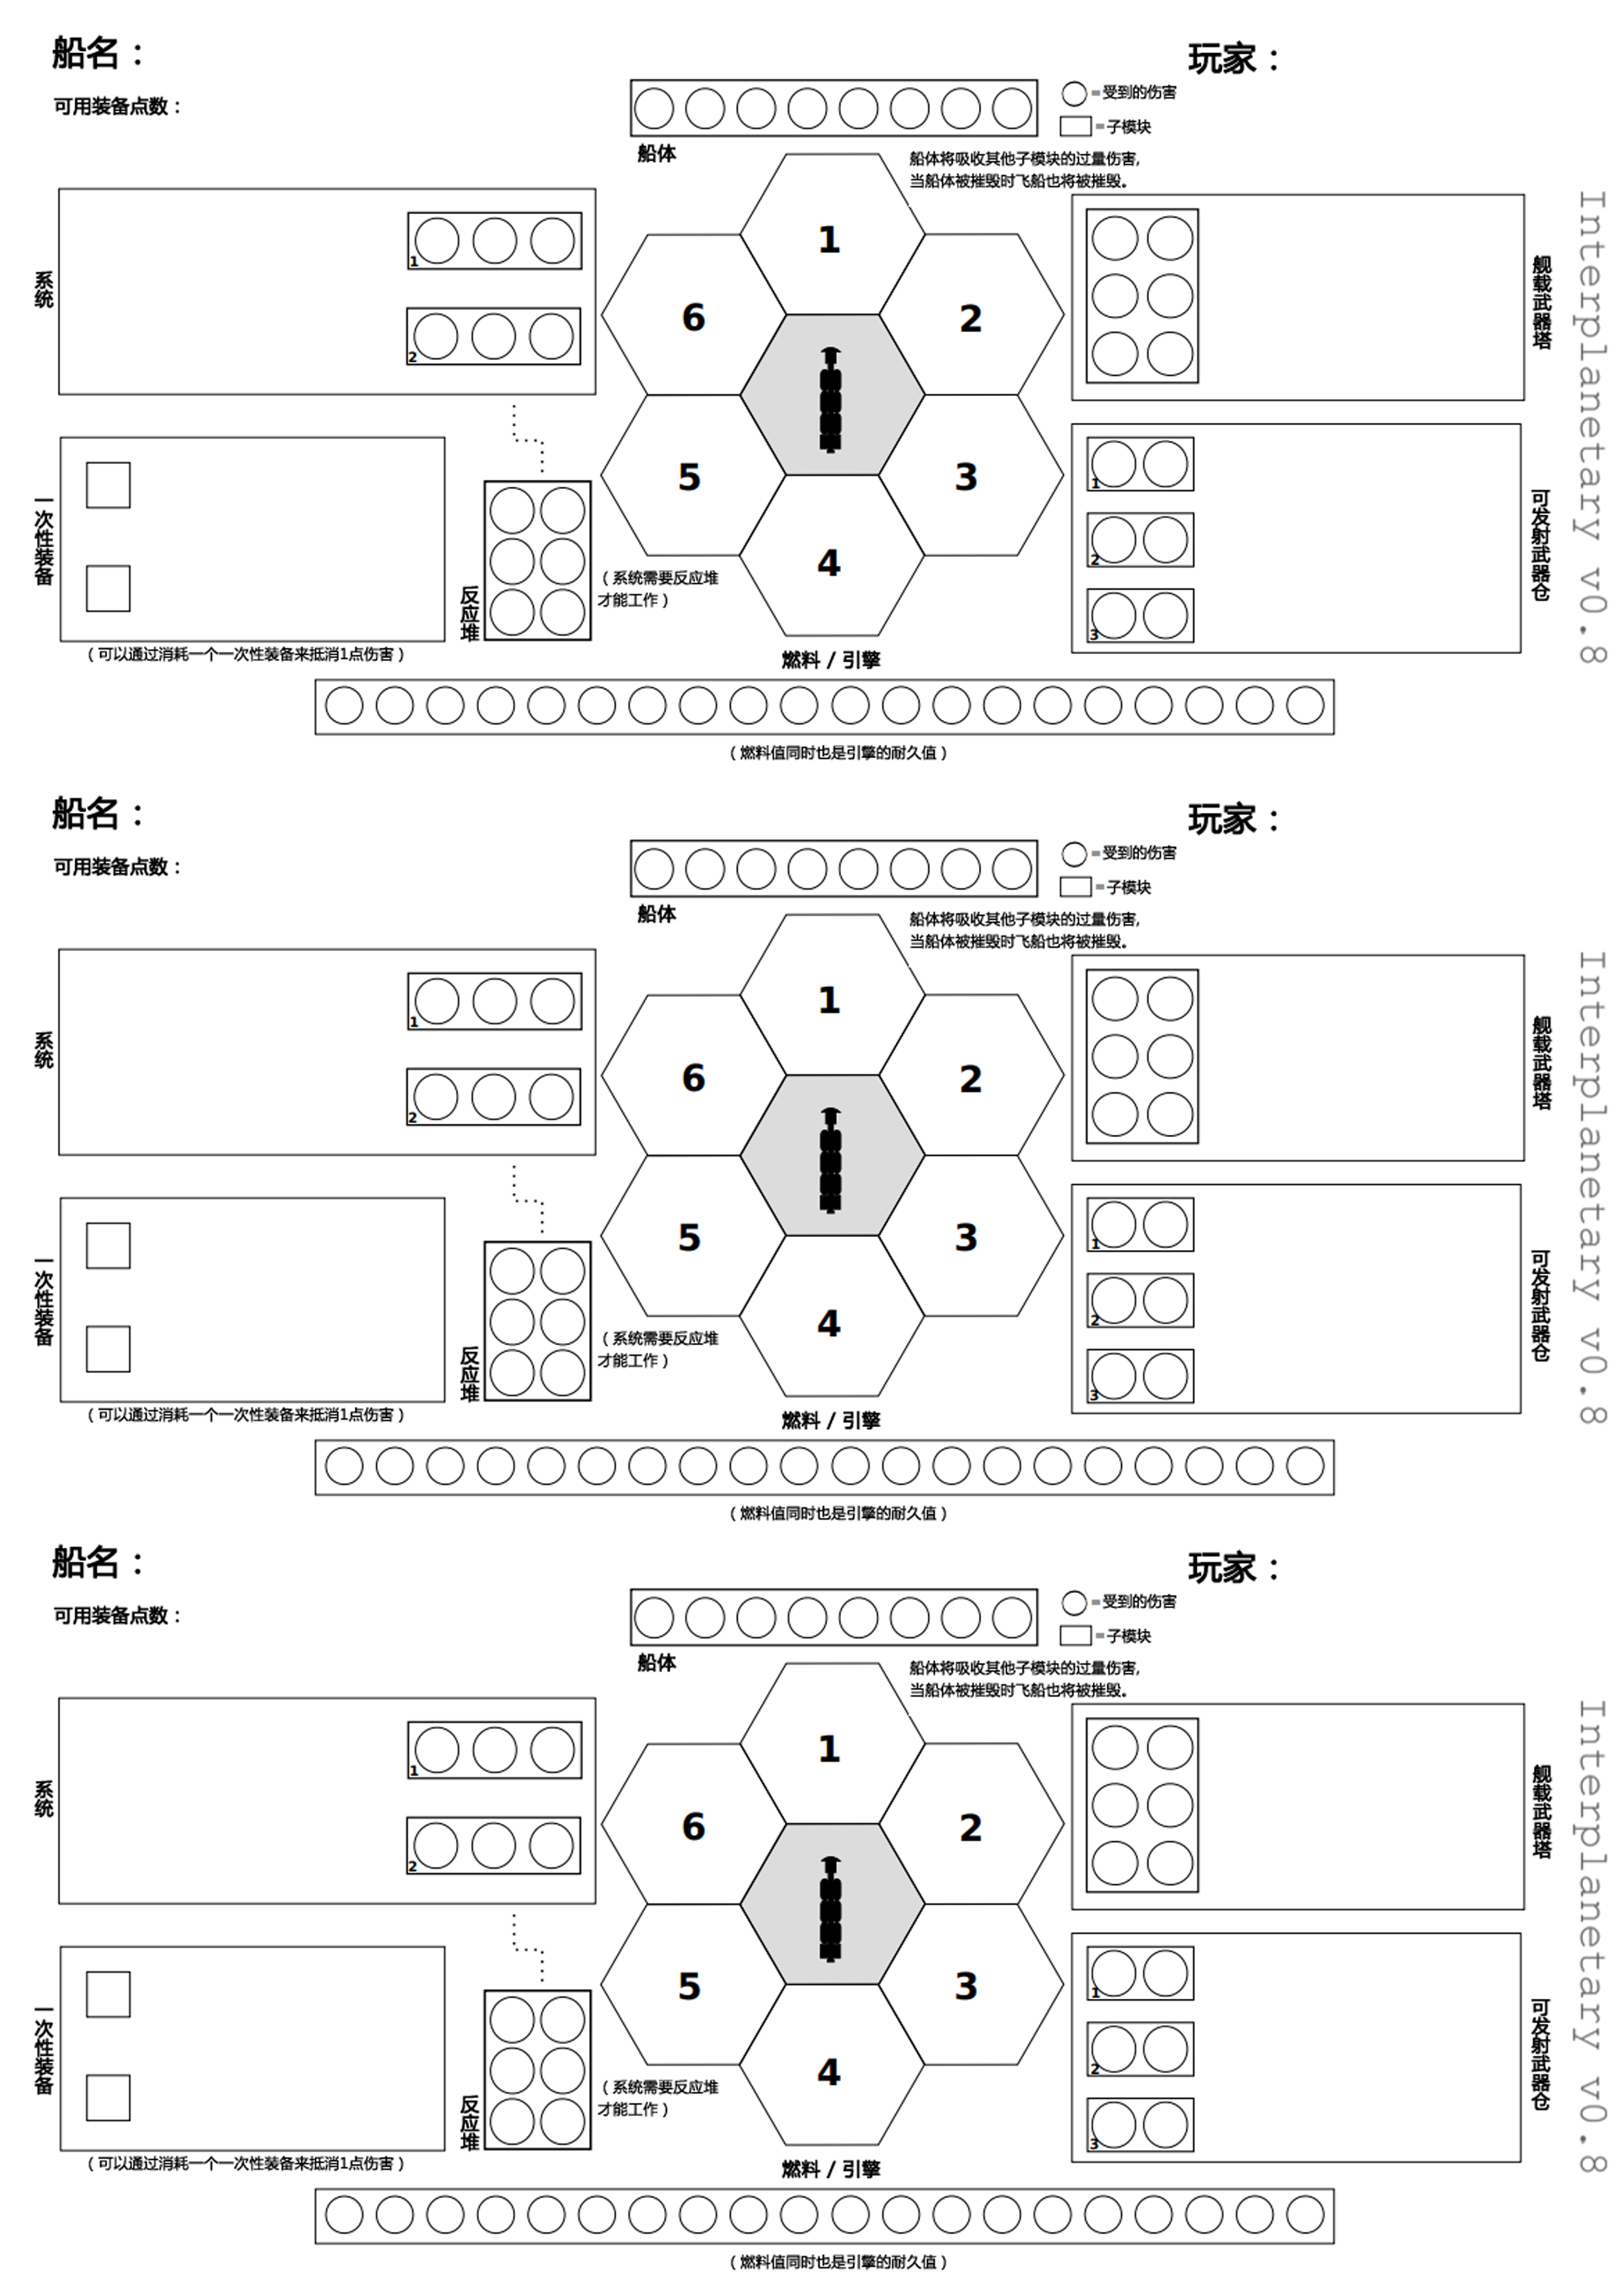 船名：
玩家：
可用装备点数：
=受到的伤害
=子模块
船体
船体将吸收其他子模块的过量伤害,
当船体被摧毁时飞船也将被摧毁。
系统
1
2
1
2
3
4
5
6
舰载武器塔
Interplanetary v0.8
一次性装备
（可以通过消耗一个一次性装备来抵消1点伤害）
反应堆
（系统需要反应堆
才能工作）
1
2
3
可发射武器仓
燃料 / 引擎
（燃料值同时也是引擎的耐久值）
船名：
玩家：
可用装备点数：
=受到的伤害
=子模块
船体
船体将吸收其他子模块的过量伤害,
当船体被摧毁时飞船也将被摧毁。
系统
1
2
1
2
3
4
5
6
舰载武器塔
Interplanetary v0.8
一次性装备
（可以通过消耗一个一次性装备来抵消1点伤害）
反应堆
（系统需要反应堆
才能工作）
1
2
3
可发射武器仓
燃料 / 引擎
（燃料值同时也是引擎的耐久值）
船名：
玩家：
可用装备点数：
=受到的伤害
=子模块
船体
船体将吸收其他子模块的过量伤害,
当船体被摧毁时飞船也将被摧毁。
系统
1
2
1
2
3
4
5
6
舰载武器塔
Interplanetary v0.8
一次性装备
（可以通过消耗一个一次性装备来抵消1点伤害）
反应堆
（系统需要反应堆
才能工作）
1
2
3
可发射武器仓
燃料 / 引擎
（燃料值同时也是引擎的耐久值）